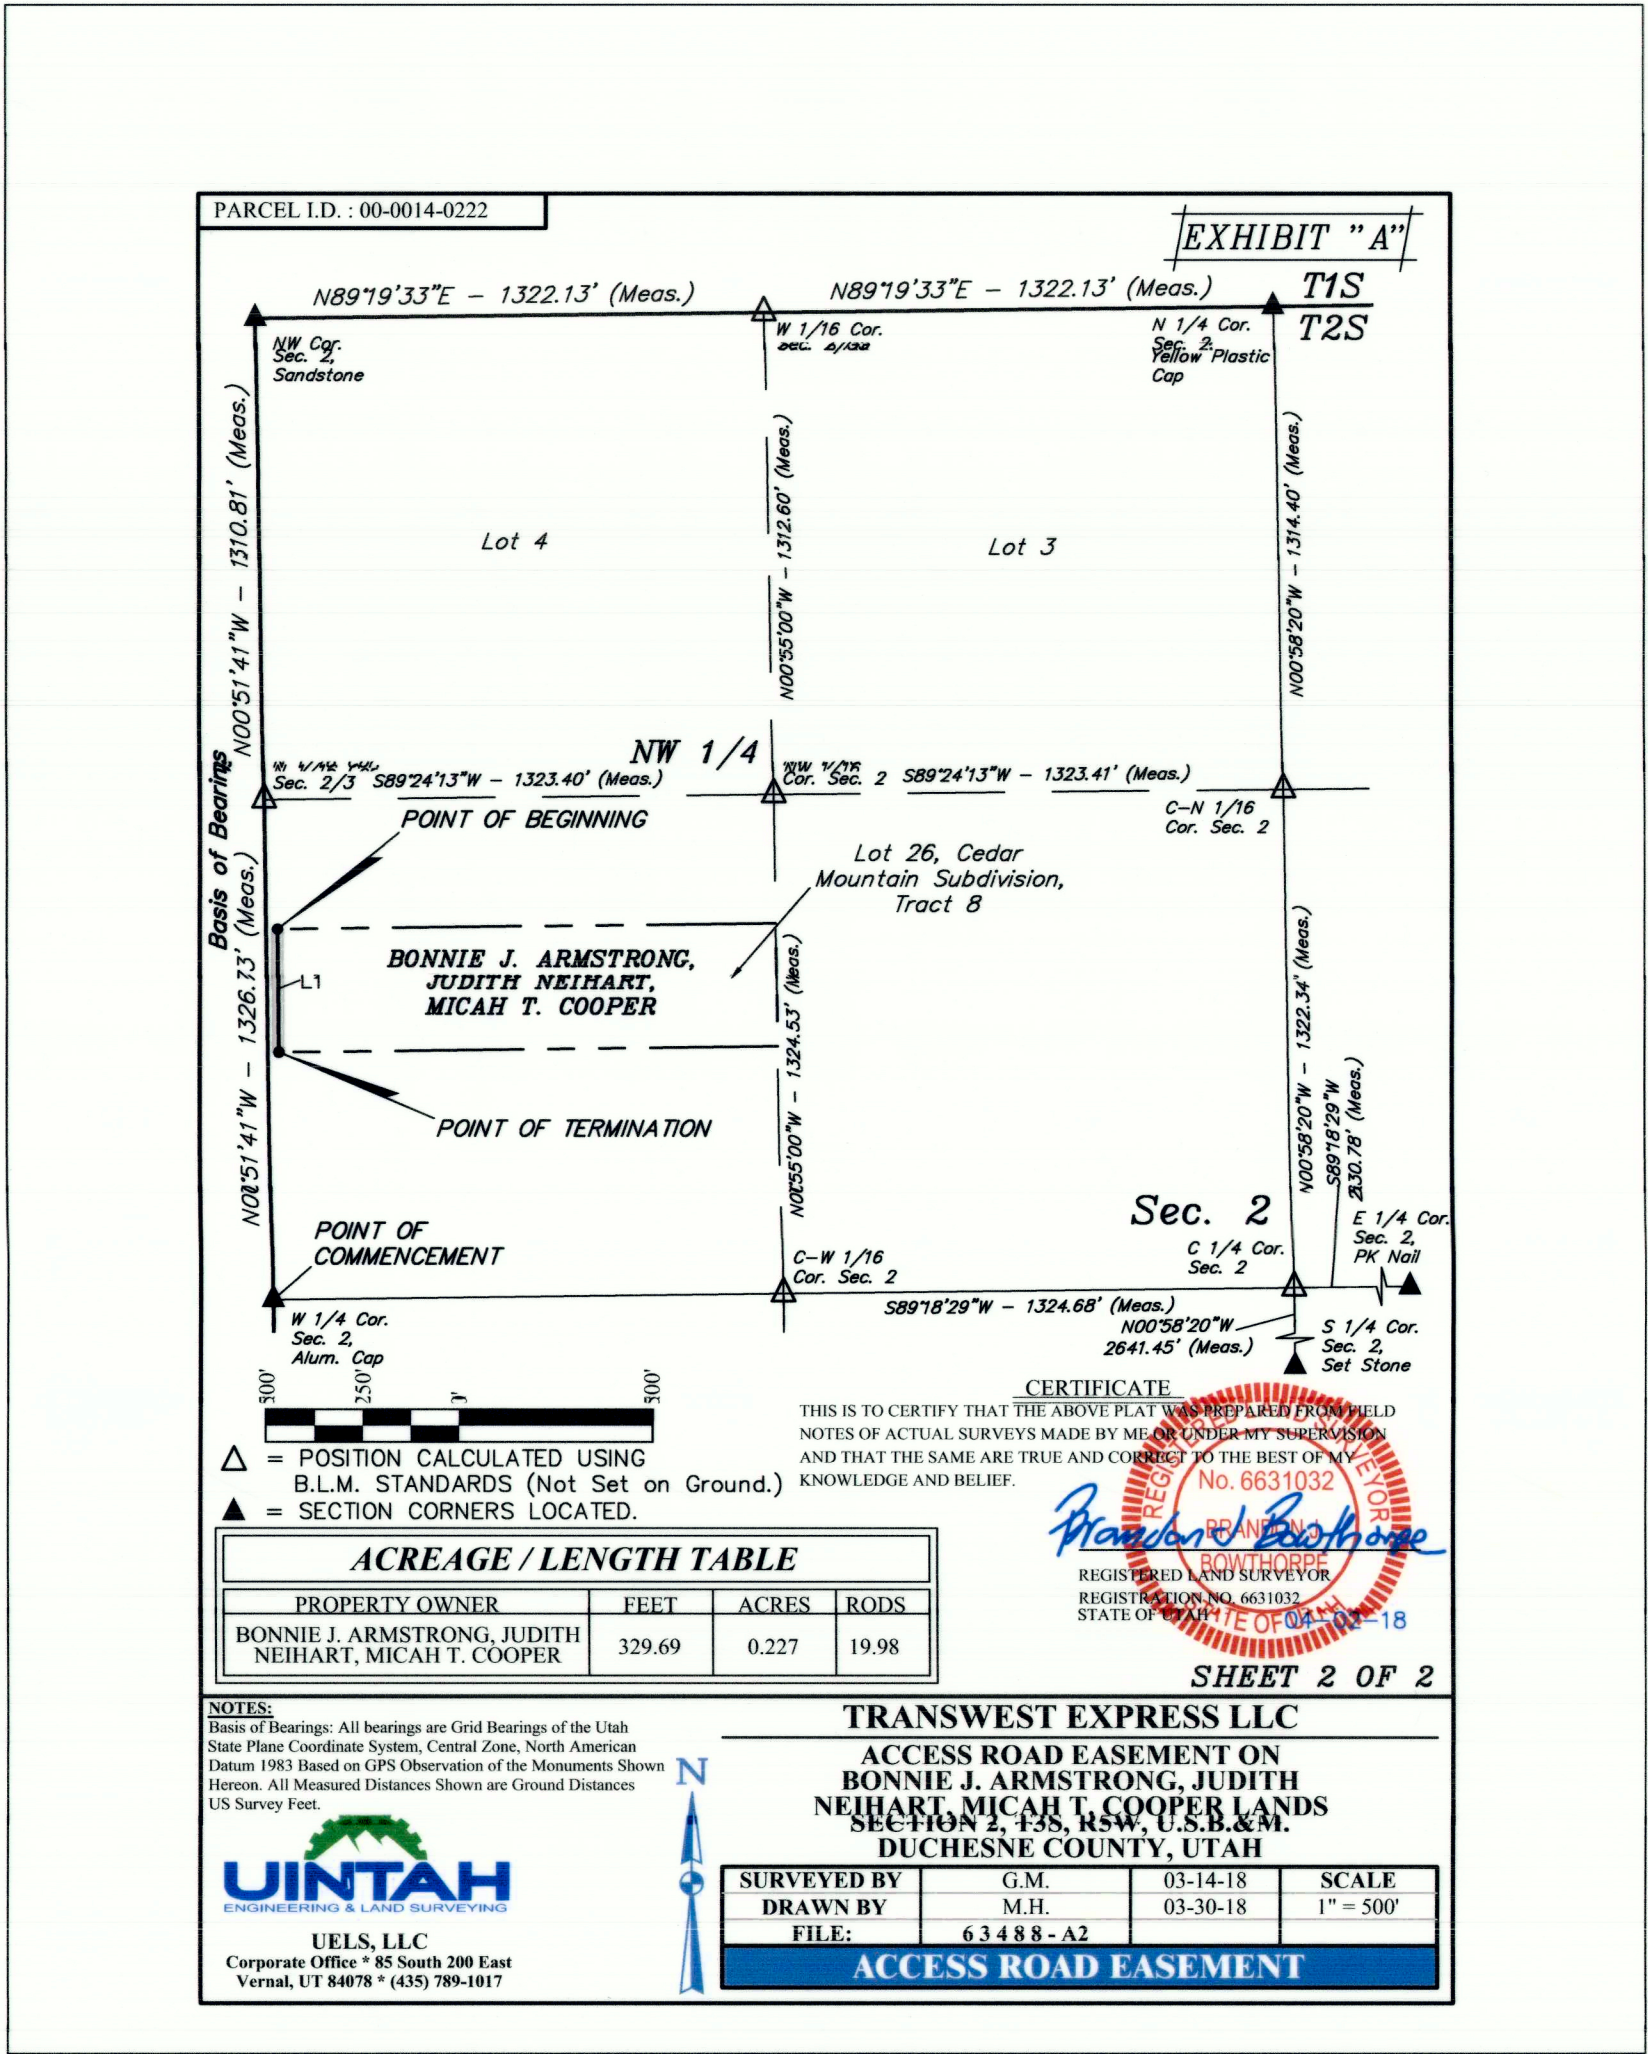 PARCEL I.D. : 00-0014-0222
EXHIBIT "A"
N89°19'33"E - 1322.13' (Meas.)
N89°19'33"E - 1322.13' (Meas.)
T1S
T2S
NW Cor.
Sec. 2,
Sandstone
W 1/16 Cor.
N 1/4 Cor.
Sec. 2,
Yellow Plastic
Cap
N00°51'41"W - 1310.81' (Meas.)
N00°55'00"W - 1312.60' (Meas.)
N00°58'20"W - 1314.40' (Meas.)
Lot 4
Lot 3
NW 1/4
Sec. 2/3
S89°24'13"W - 1323.40' (Meas.)
Cor. Sec. 2
S89°24'13"W - 1323.41' (Meas.)
C-N 1/16
Cor. Sec. 2
Basis of Bearings
POINT OF BEGINNING
Lot 26, Cedar
Mountain Subdivision,
Tract 8
BONNIE J. ARMSTRONG,
JUDITH NEIHART,
MICAH T. COOPER
L1
N00°51'41"W - 1326.73' (Meas.)
N00°55'00"W - 1324.53' (Meas.)
N00°58'20"W - 1322.34' (Meas.)
S89°18'29"W
(Meas.)
POINT OF TERMINATION
Sec. 2
POINT OF
COMMENCEMENT
C-W 1/16
Cor. Sec. 2
C 1/4 Cor.
Sec. 2
E 1/4 Cor.
Sec. 2,
PK Nail
W 1/4 Cor.
Sec. 2,
Alum. Cap
S89°18'29"W - 1324.68' (Meas.)
N00°58'20"W
2641.45' (Meas.)
S 1/4 Cor.
Sec. 2,
Set Stone
250'
△ = POSITION CALCULATED USING
B.L.M. STANDARDS (Not Set on Ground.)
▲ = SECTION CORNERS LOCATED.
CERTIFICATE
THIS IS TO CERTIFY THAT THE ABOVE PLAT WAS PREPARED FROM FIELD
NOTES OF ACTUAL SURVEYS MADE BY ME OR UNDER MY SUPERVISION
AND THAT THE SAME ARE TRUE AND CORRECT TO THE BEST OF MY
KNOWLEDGE AND BELIEF.
REGISTERED LAND SURVEYOR
No. 6631032
BRANDON J.
BOWTHORPE
STATE OF UTAH
Brandon J Bowthorpe
REGISTERED LAND SURVEYOR
REGISTRATION NO. 6631032
STATE OF UTAH
04-02-18
ACREAGE / LENGTH TABLE
PROPERTY OWNER FEET ACRES RODS
BONNIE J. ARMSTRONG, JUDITH
NEIHART, MICAH T. COOPER 329.69 0.227 19.98
SHEET 2 OF 2
NOTES:
Basis of Bearings: All bearings are Grid Bearings of the Utah
State Plane Coordinate System, Central Zone, North American
Datum 1983 Based on GPS Observation of the Monuments Shown
Hereon. All Measured Distances Shown are Ground Distances
US Survey Feet.
N
UINTAH
ENGINEERING & LAND SURVEYING
UELS, LLC
Corporate Office * 85 South 200 East
Vernal, UT 84078 * (435) 789-1017
TRANSWEST EXPRESS LLC
ACCESS ROAD EASEMENT ON
BONNIE J. ARMSTRONG, JUDITH
NEIHART, MICAH T. COOPER LANDS
SECTION 2, T3S, R5W, U.S.B.&M.
DUCHESNE COUNTY, UTAH
SURVEYED BY G.M. 03-14-18 SCALE
DRAWN BY M.H. 03-30-18 1" = 500'
FILE: 63488-A2
ACCESS ROAD EASEMENT